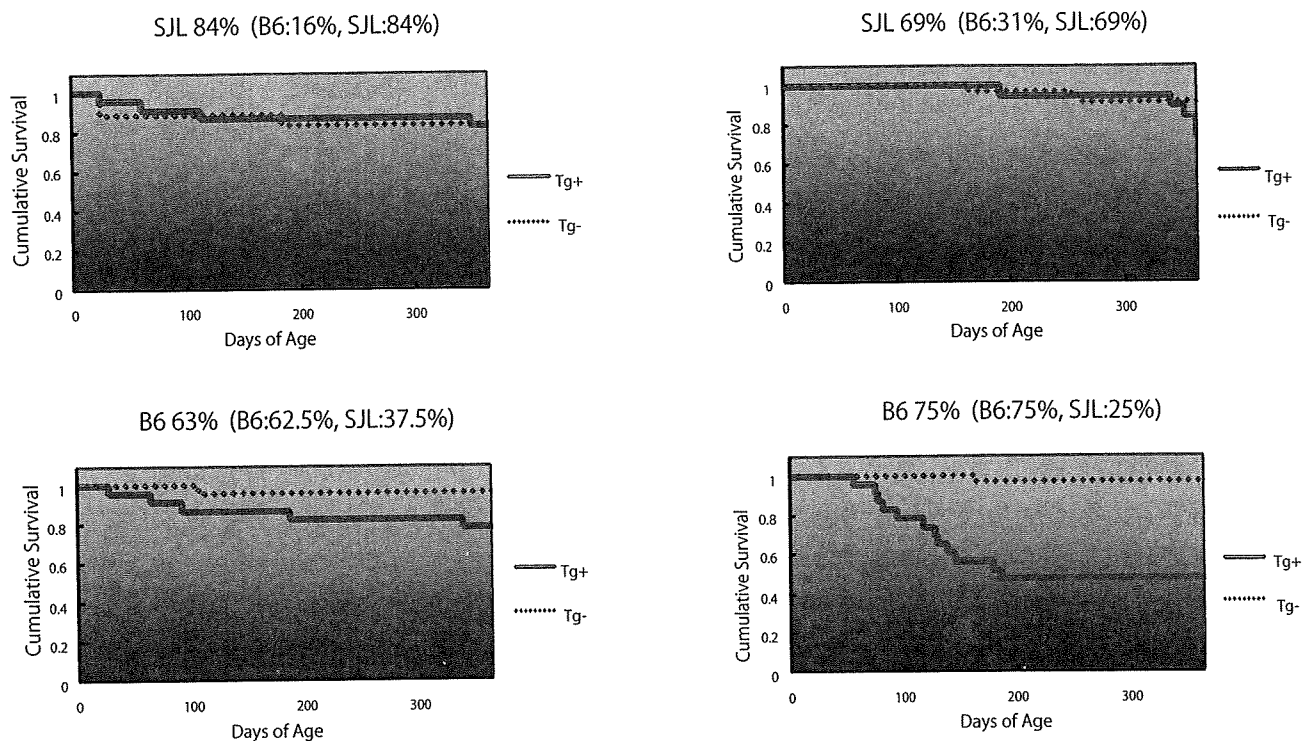 SJL 84% (B6:16%, SJL:84%)
Cumulative Survival
1
0.8
0.6
0.4
0.2
0
0
100
200
300
Days of Age
Tg+
Tg-
SJL 69% (B6:31%, SJL:69%)
Cumulative Survival
1
0.8
0.6
0.4
0.2
0
0
100
200
300
Days of Age
Tg+
Tg-
B6 63% (B6:62.5%, SJL:37.5%)
Cumulative Survival
1
0.8
0.6
0.4
0.2
0
0
100
200
300
Days of Age
Tg+
Tg-
B6 75% (B6:75%, SJL:25%)
Cumulative Survival
1
0.8
0.6
0.4
0.2
0
0
100
200
300
Days of Age
Tg+
Tg-